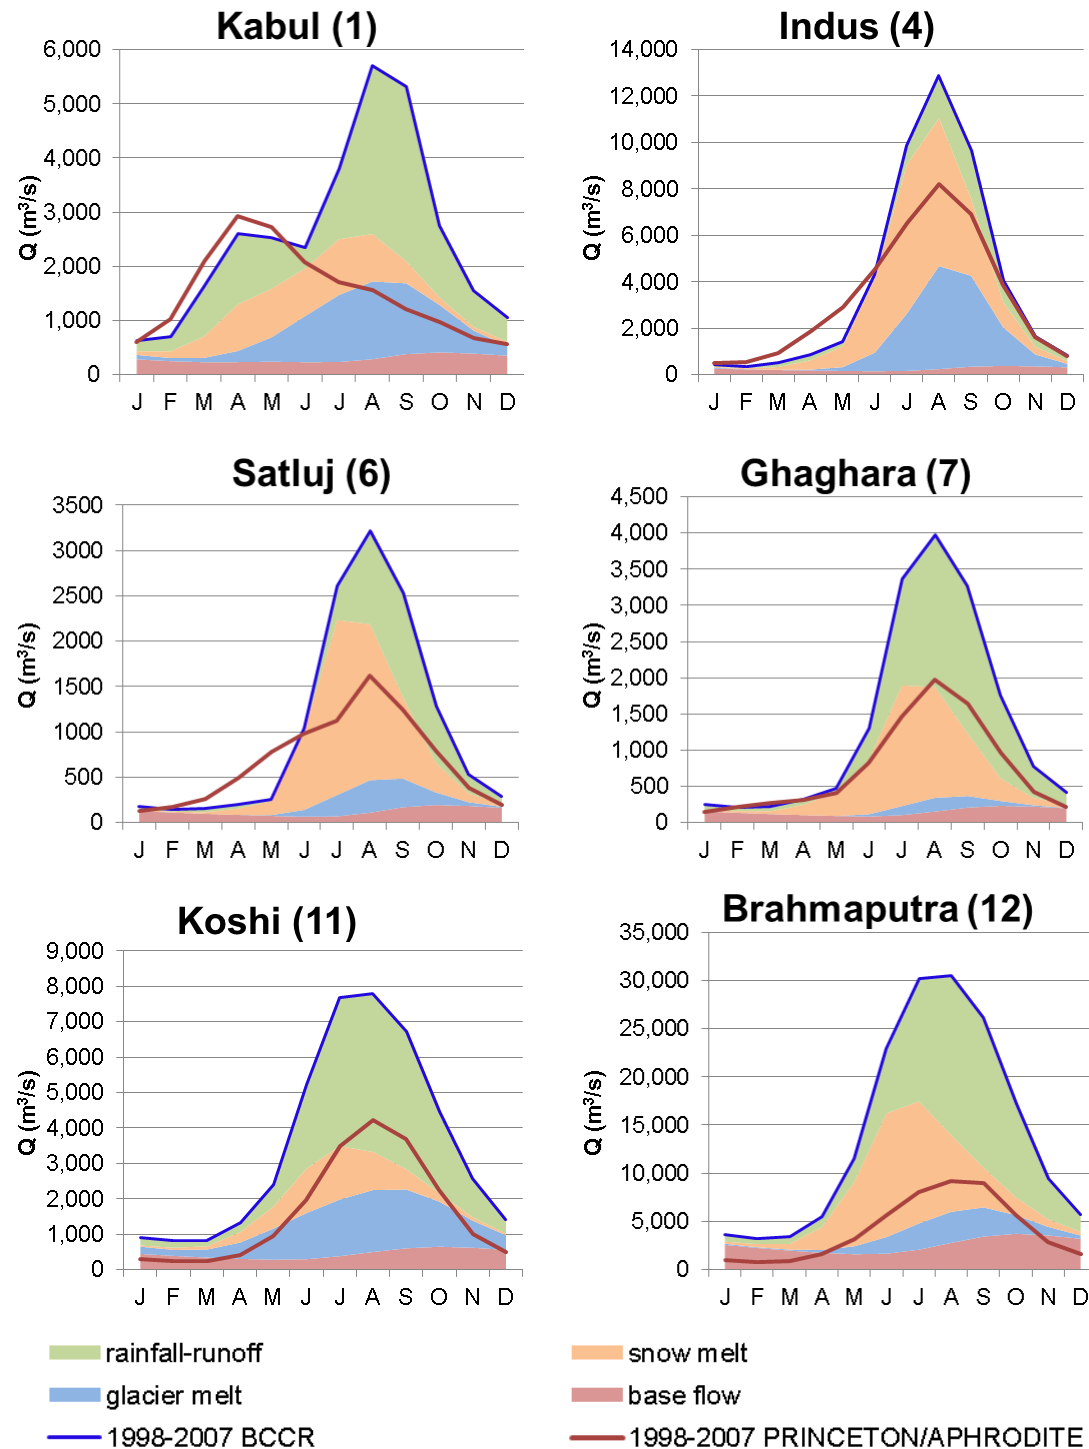 Kabul (1)
6,000
5,000
4,000
3,000
2,000
1,000
0
Q (m³/s)
J F M A M J J A S O N D
Indus (4)
14,000
12,000
10,000
8,000
6,000
4,000
2,000
0
Q (m³/s)
J F M A M J J A S O N D
Satluj (6)
3500
3000
2500
2000
1500
1000
500
0
Q (m³/s)
J F M A M J J A S O N D
Ghaghara (7)
4,500
4,000
3,500
3,000
2,500
2,000
1,500
1,000
500
0
Q (m³/s)
J F M A M J J A S O N D
Koshi (11)
9,000
8,000
7,000
6,000
5,000
4,000
3,000
2,000
1,000
0
Q (m³/s)
J F M A M J J A S O N D
Brahmaputra (12)
35,000
30,000
25,000
20,000
15,000
10,000
5,000
0
Q (m³/s)
J F M A M J J A S O N D
rainfall-runoff
snow melt
glacier melt
base flow
1998-2007 BCCR
1998-2007 PRINCETON/APHRODITE